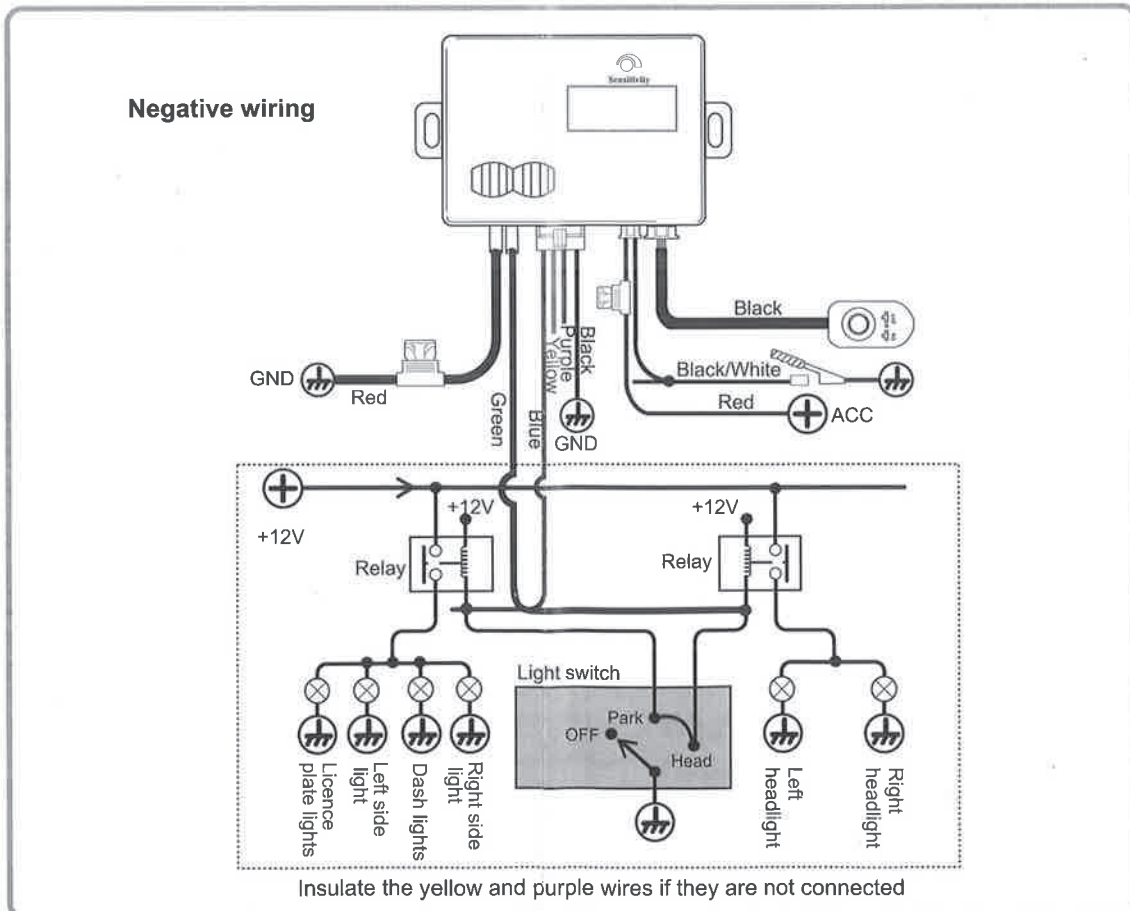 Sensitivity
Negative wiring
Black
Black/White
Red
ACC
GND
Red
Green
Blue
Yellow
Purple
Black
GND
+12V
+12V
+12V
Relay
Relay
Light switch
Park
OFF
Head
Licence
plate lights
Left side
light
Dash lights
Right side
light
Left
headlight
Right
headlight
Insulate the yellow and purple wires if they are not connected